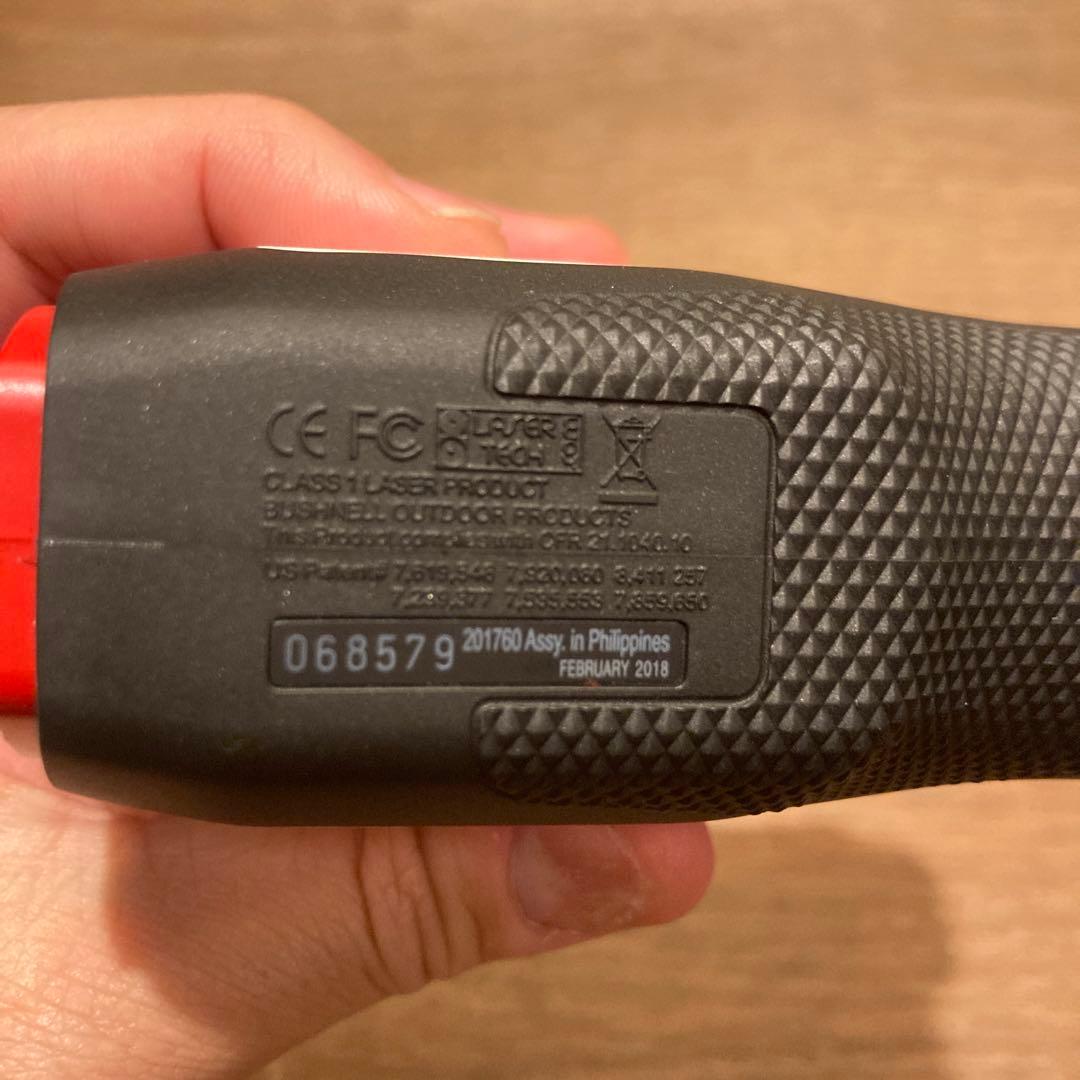 CE FC LASER TECH
CLASS 1 LASER PRODUCT
BUSHNELL OUTDOOR PRODUCTS
This Product complies with CFR 21.1040.10
US Patent# 7,619,546 7,920,060 8,411,257
7,239,377 7,535,553 7,859,650
068579 201760 Assy. in Philippines
FEBRUARY 2018